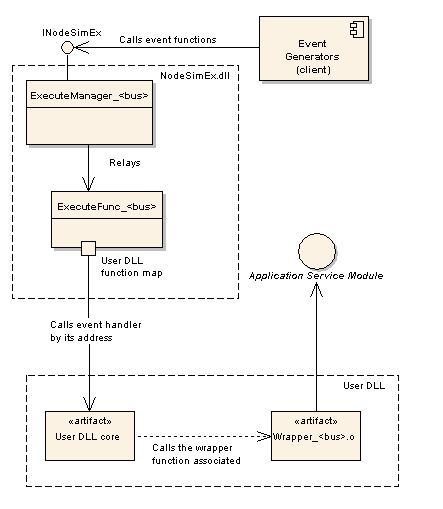 INodeSimEx
Calls event functions
Event
Generators
(client)
NodeSimEx.dll
ExecuteManager_<bus>
Relays
ExecuteFunc_<bus>
User DLL
function map
Application Service Module
Calls event handler
by its address
User DLL
«artifact»
User DLL core
«artifact»
Wrapper_<bus>.o
Calls the wrapper
function associated